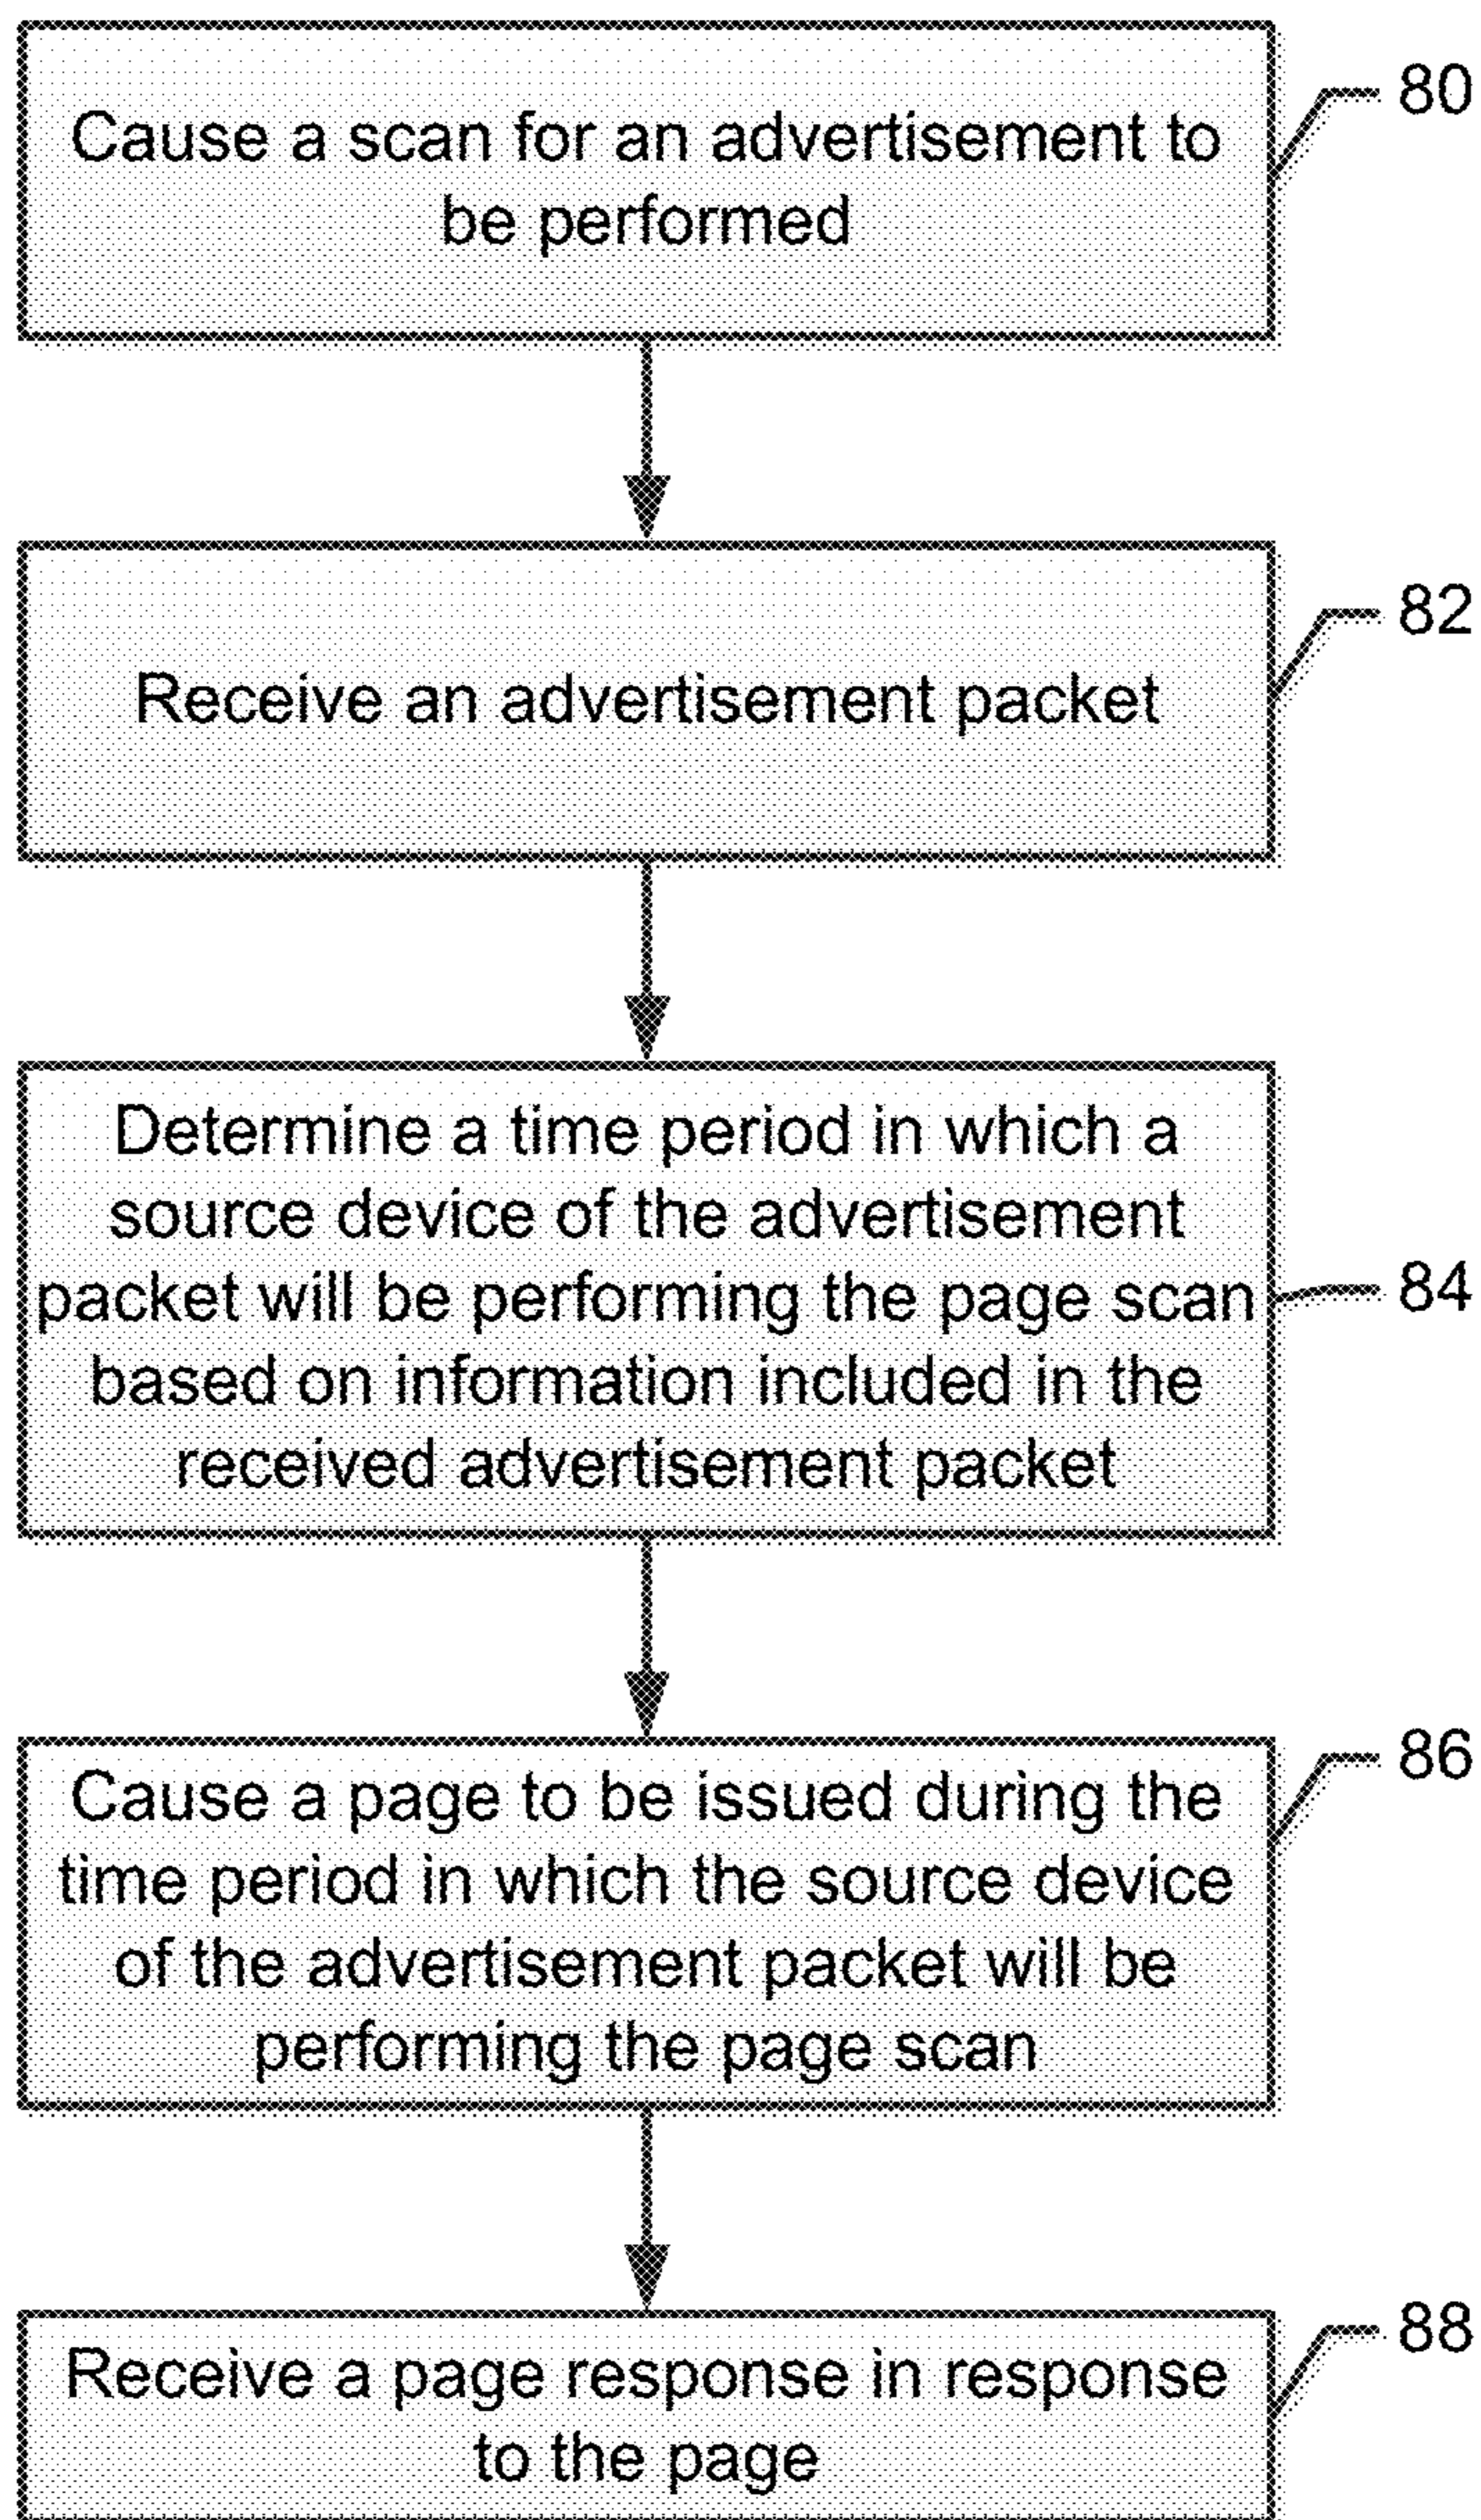 80
Cause a scan for an advertisement to
be performed
82
Receive an advertisement packet
Determine a time period in which a
source device of the advertisement
packet will be performing the page scan
84
based on information included in the
received advertisement packet
86
Cause a page to be issued during the
time period in which the source device
of the advertisement packet will be
performing the page scan
88
Receive a page response in response
to the page